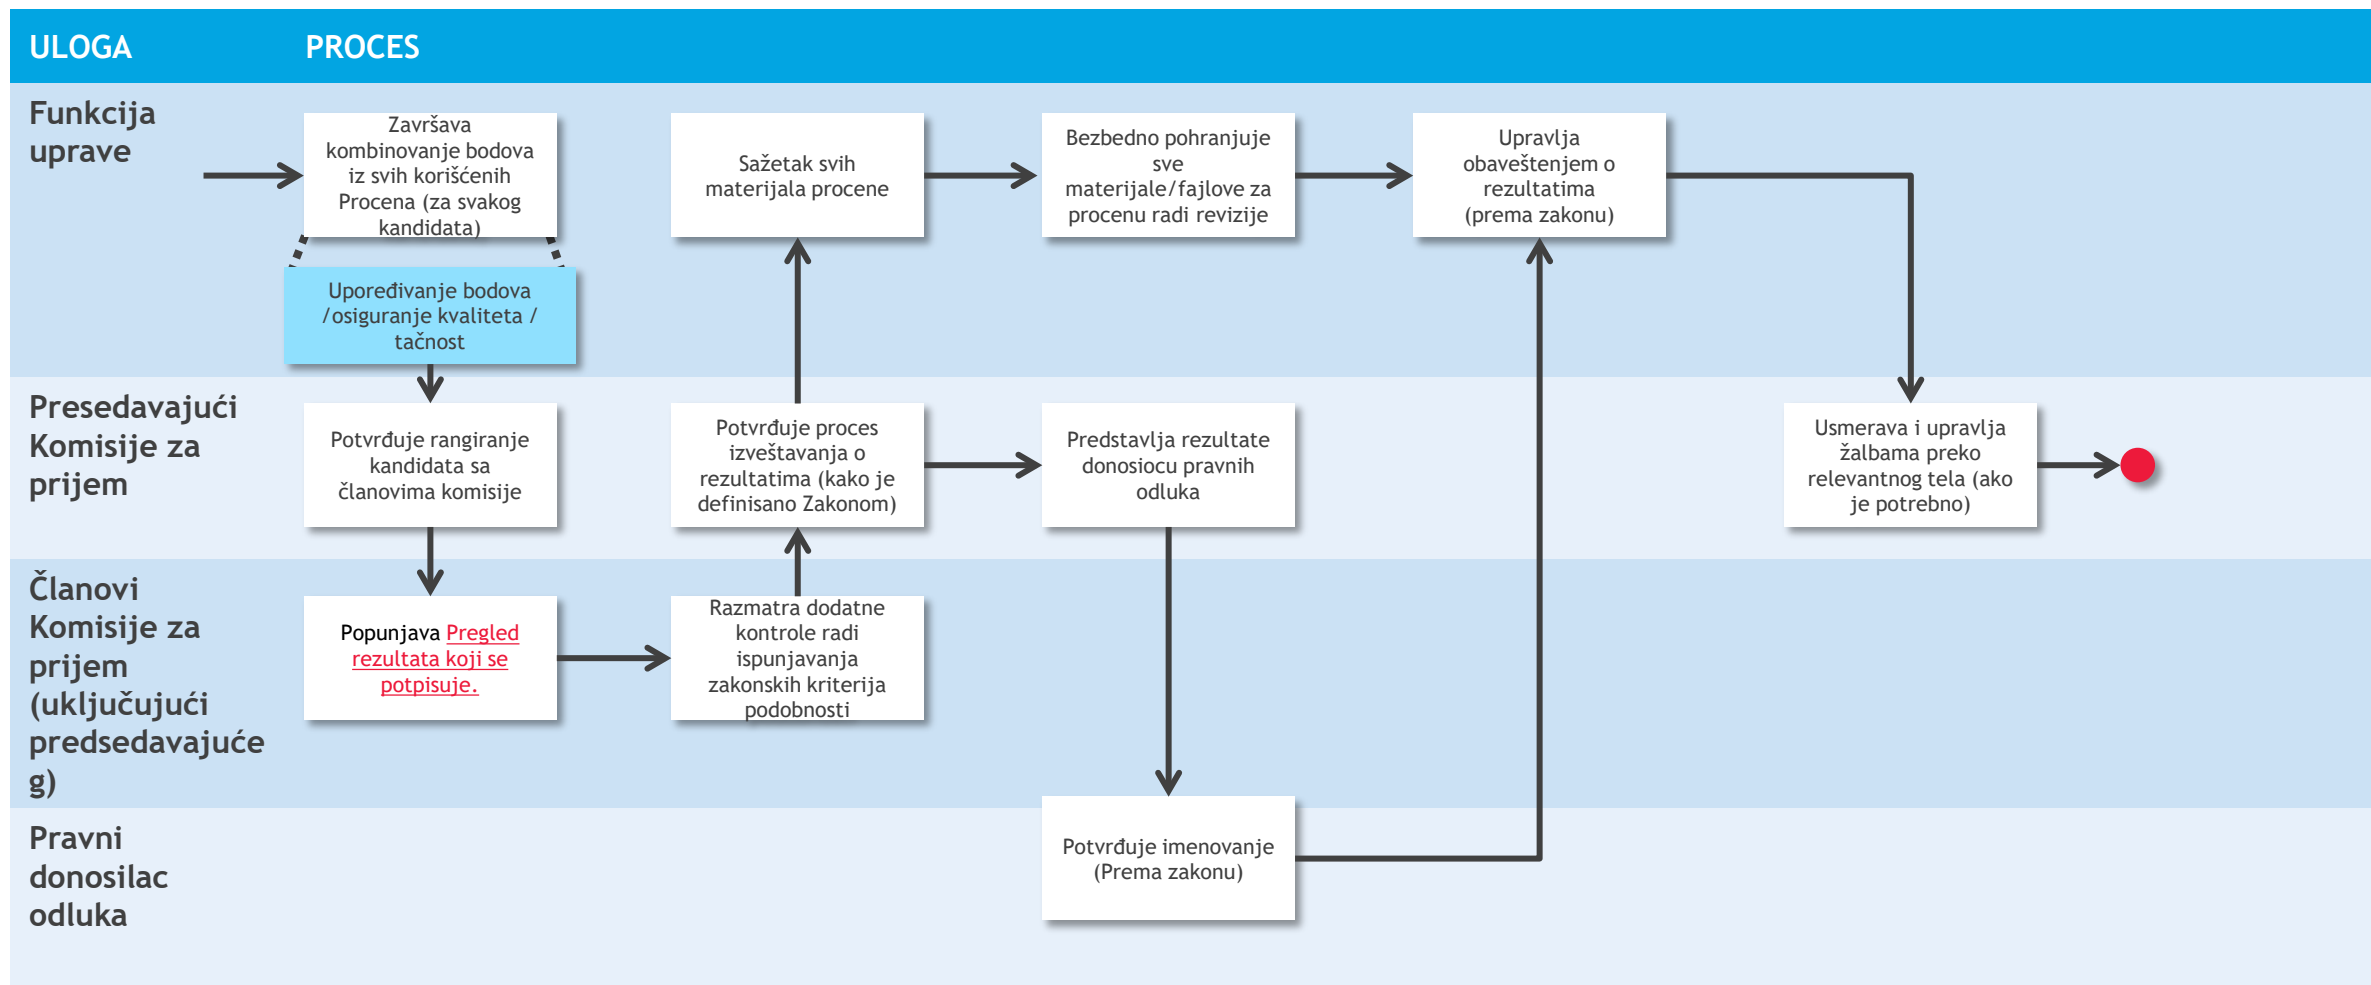 ULOGA
PROCES
Funkcija
uprave
Završava
kombinovanje bodova
iz svih korišćenih
Procena (za svakog
kandidata)
Upoređivanje bodova
/osiguranje kvaliteta /
tačnost
Sažetak svih
materijala procene
Bezbedno pohranjuje
sve
materijale/fajlove za
procenu radi revizije
Upravlja
obaveštenjem o
rezultatima
(prema zakonu)
Presedavajući
Komisije za
prijem
Potvrđuje rangiranje
kandidata sa
članovima komisije
Potvrđuje proces
izveštavanja o
rezultatima (kako je
definisano Zakonom)
Predstavlja rezultate
donosiocu pravnih
odluka
Usmerava i upravlja
žalbama preko
relevantnog tela (ako
je potrebno)
Članovi
Komisije za
prijem
(uključujući
predsedavajuće
g)
Popunjava Pregled
rezultata koji se
potpisuje.
Razmatra dodatne
kontrole radi
ispunjavanja
zakonskih kriterija
podobnosti
Pravni
donosilac
odluka
Potvrđuje imenovanje
(Prema zakonu)